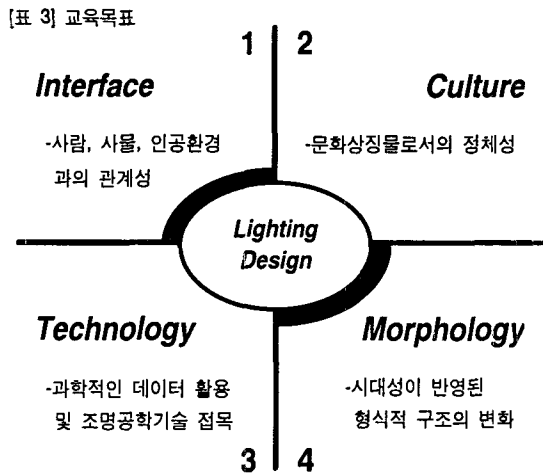 [표 3] 교육목표
1
2
Interface
-사람, 사물, 인공환경
과의 관계성
Culture
-문화상징물로서의 정체성
Lighting
Design
Technology
-과학적인 데이터 활용
및 조명공학기술 접목
Morphology
-시대성이 반영된
형식적 구조의 변화
3
4